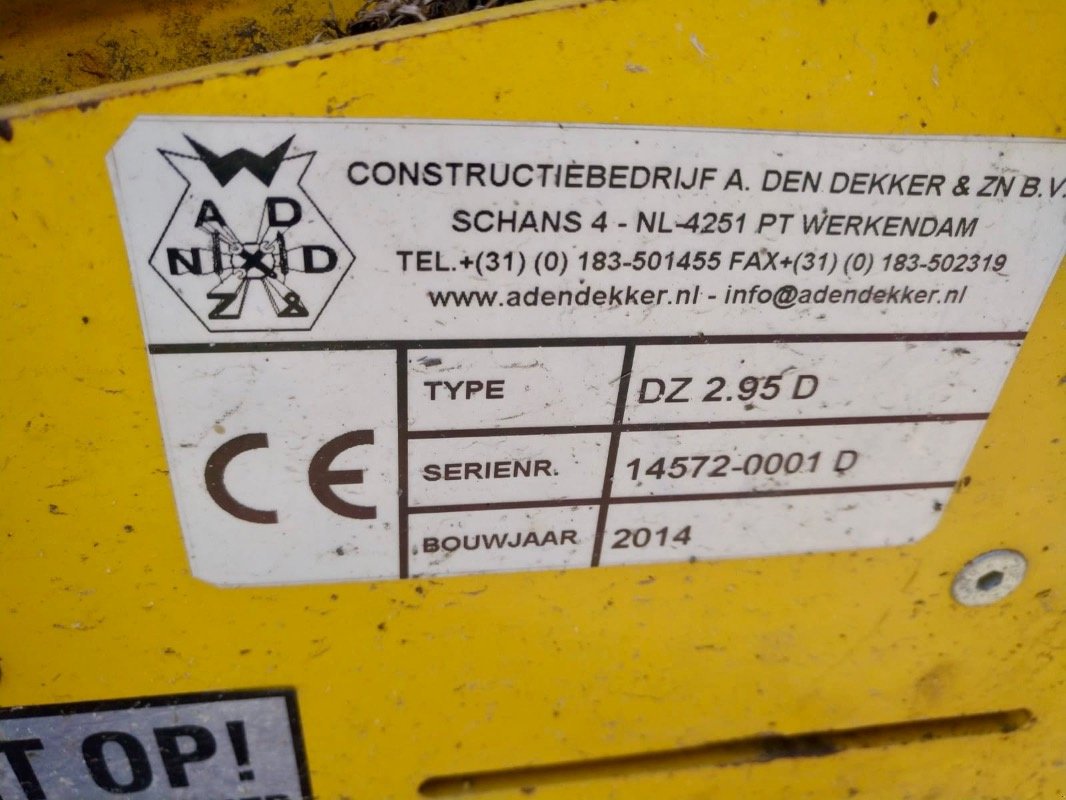 W
A D
N D
Z &
CONSTRUCTIEBEDRIJF A. DEN DEKKER & ZN B.V.
SCHANS 4 - NL-4251 PT WERKENDAM
TEL.+(31) (0) 183-501455 FAX+(31) (0) 183-502319
www.adendekker.nl - info@adendekker.nl
CE
TYPE DZ 2.95 D
SERIENR. 14572-0001 D
BOUWJAAR 2014
T OP!